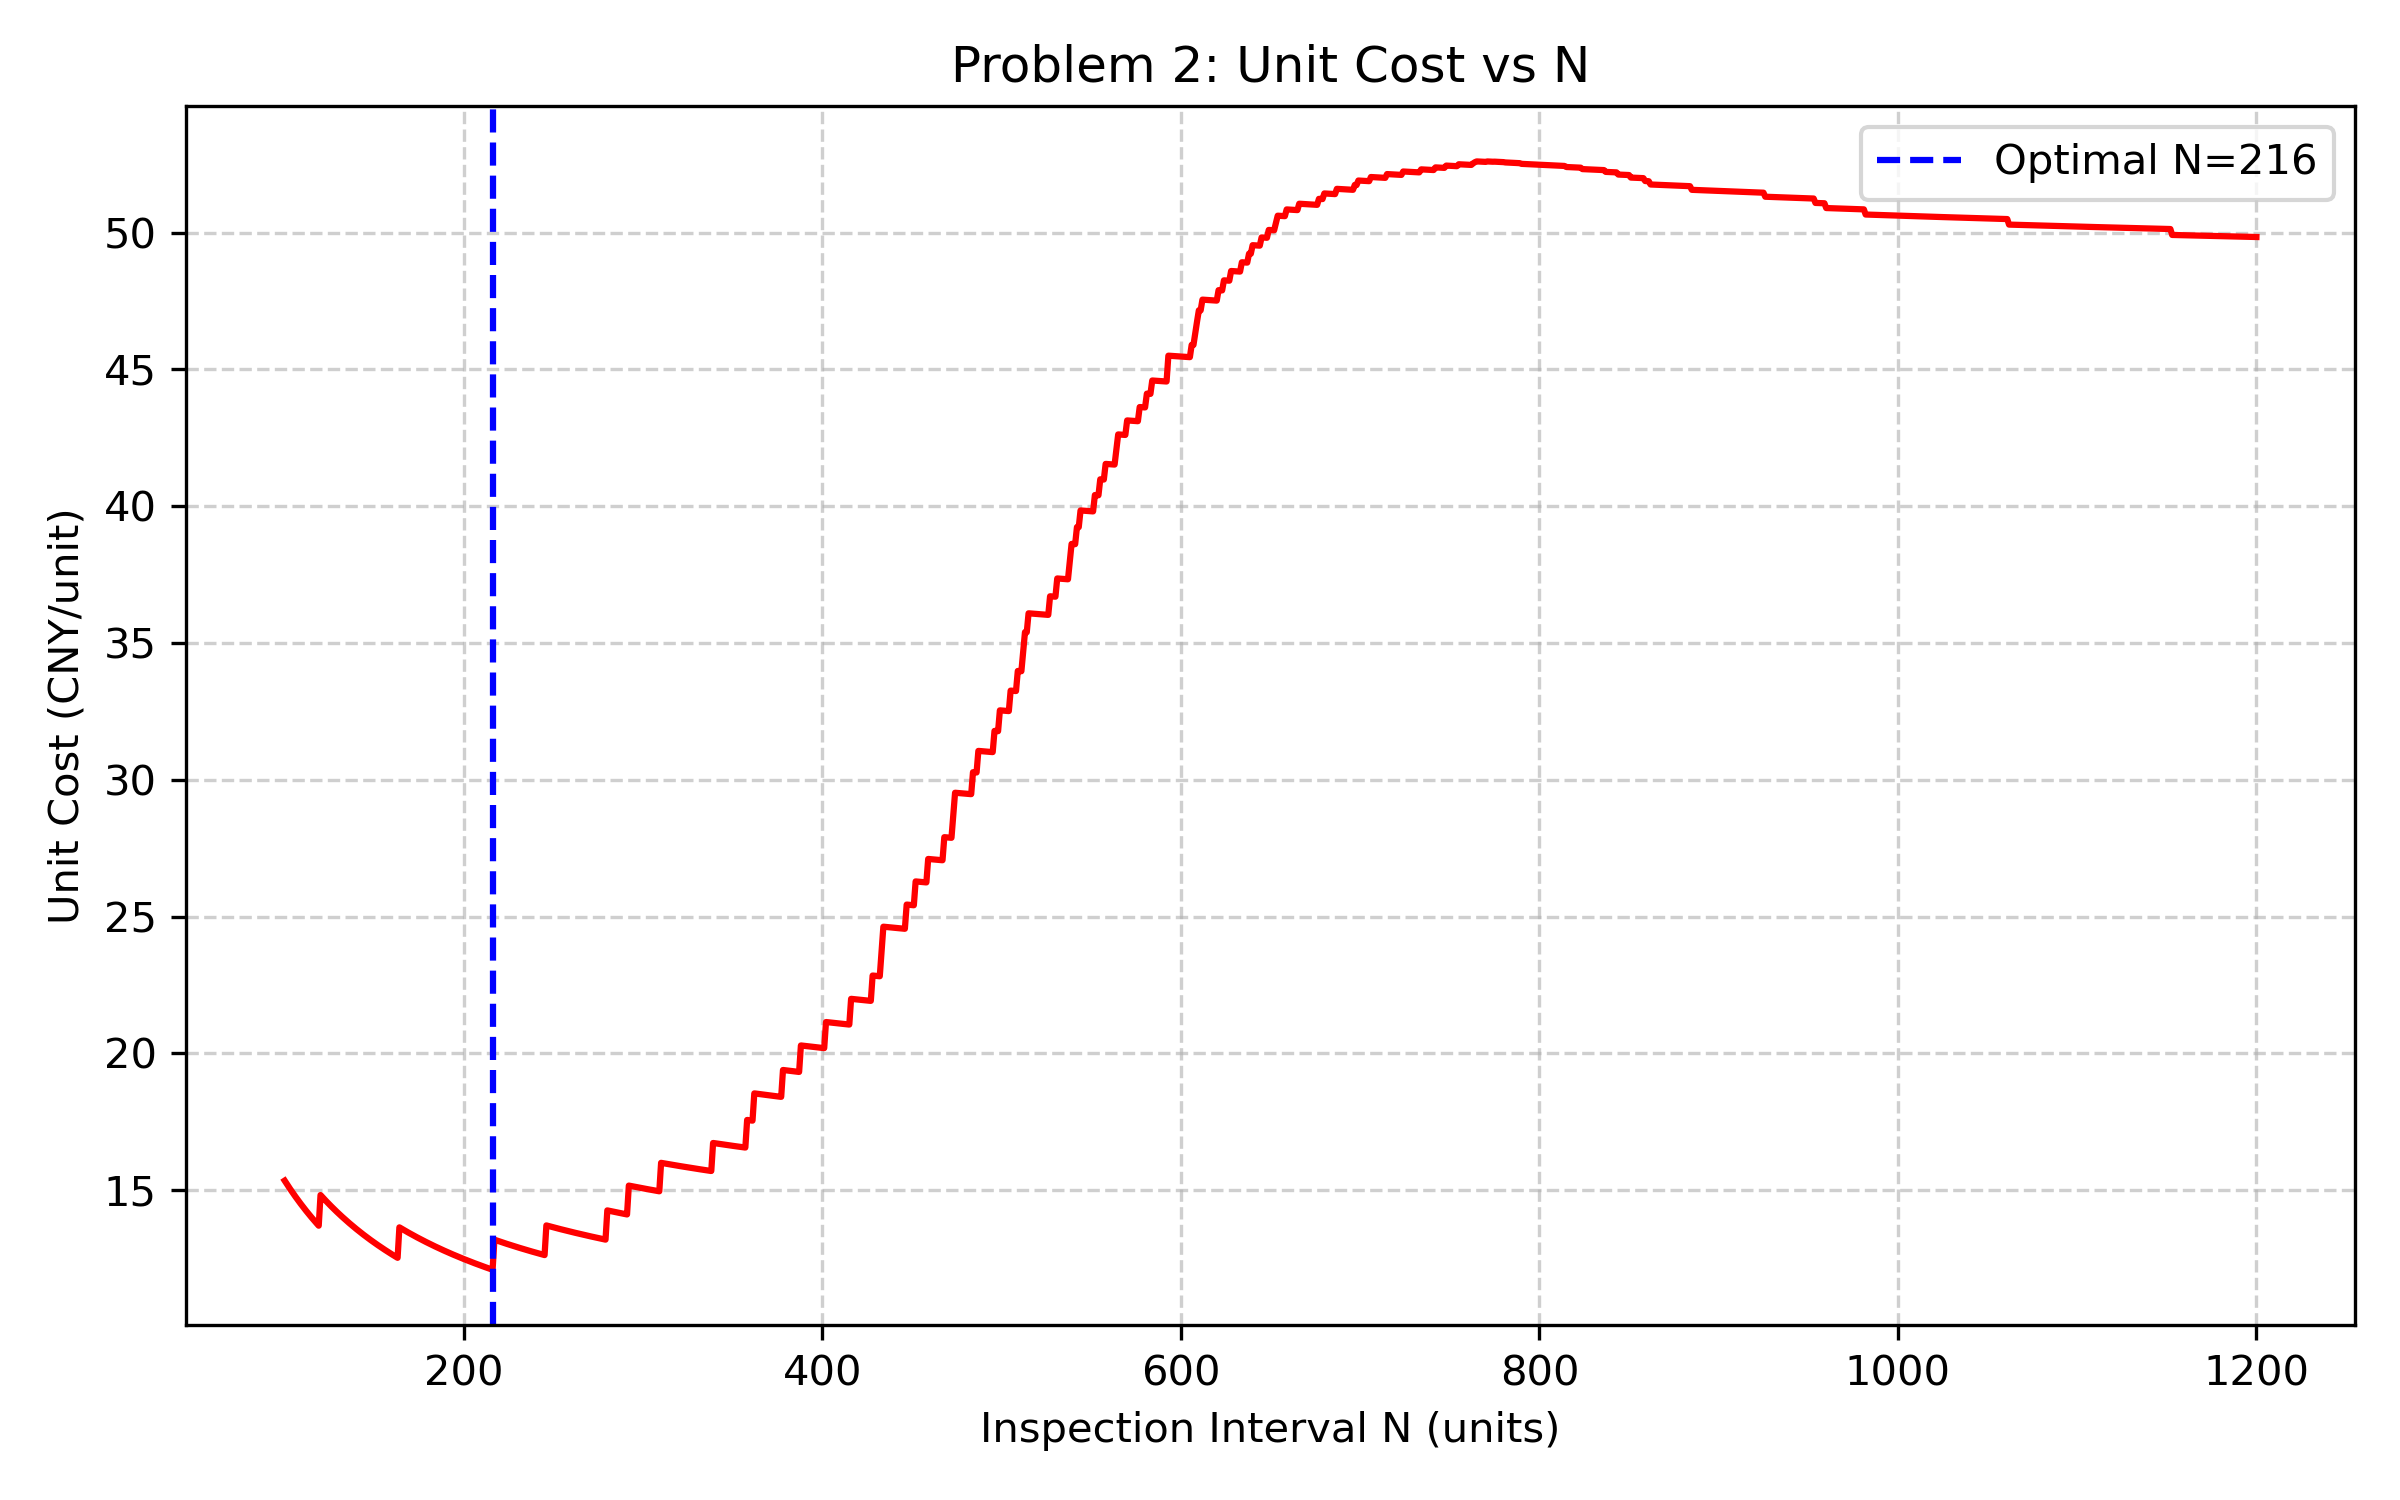 Problem 2: Unit Cost vs N
Optimal N=216
50
45
40
35
30
25
20
15
Unit Cost (CNY/unit)
200 400 600 800 1000 1200
Inspection Interval N (units)